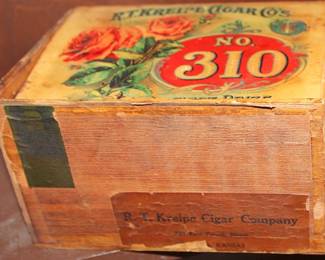 R.T. KREIPE CIGAR CO'S
NO.
310
R. T. Kreipe Cigar Company
KANSAS